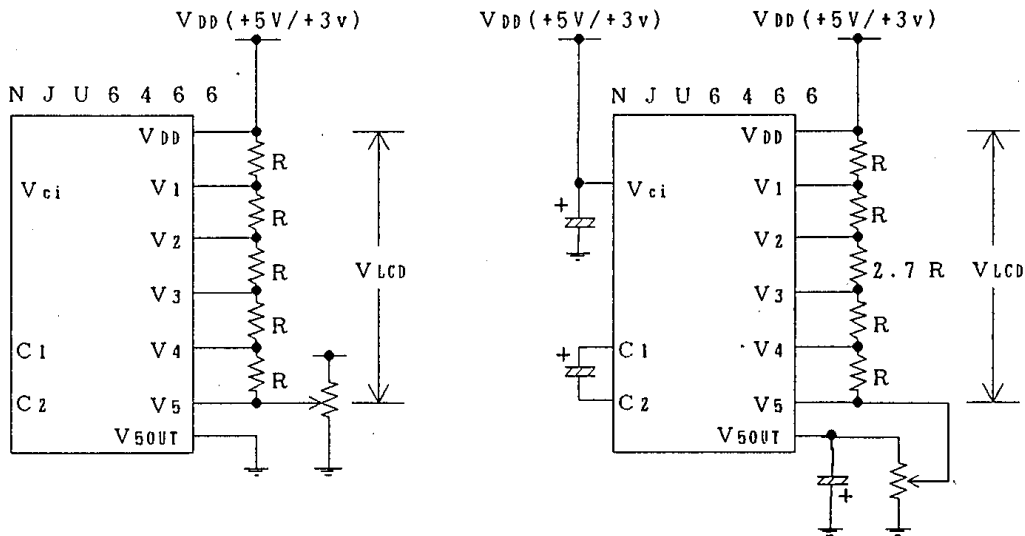 VDD(+5V/+3v)
NJU6466
VDD
R
Vci
V1
R
V2
R
VLCD
V3
R
C1
V4
R
C2
V5
V5OUT
VDD(+5V/+3v)
VDD(+5V/+3v)
NJU6466
VDD
R
+
Vci
V1
R
V2
2.7R
VLCD
V3
R
+
C1
V4
R
C2
V5
V5OUT
+